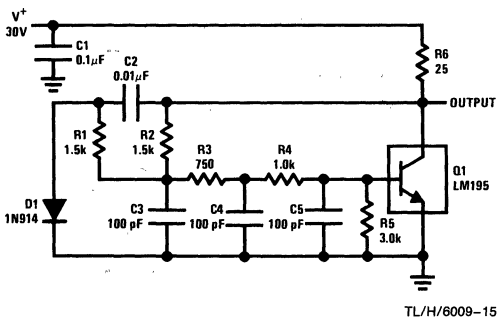 V+
30V
C1
0.1μF
C2
0.01μF
R6
25
OUTPUT
R1
1.5k
R2
1.5k
R3
750
R4
1.0k
Q1
LM195
D1
1N914
C3
100 pF
C4
100 pF
C5
100 pF
R5
3.0k
TL/H/6009–15